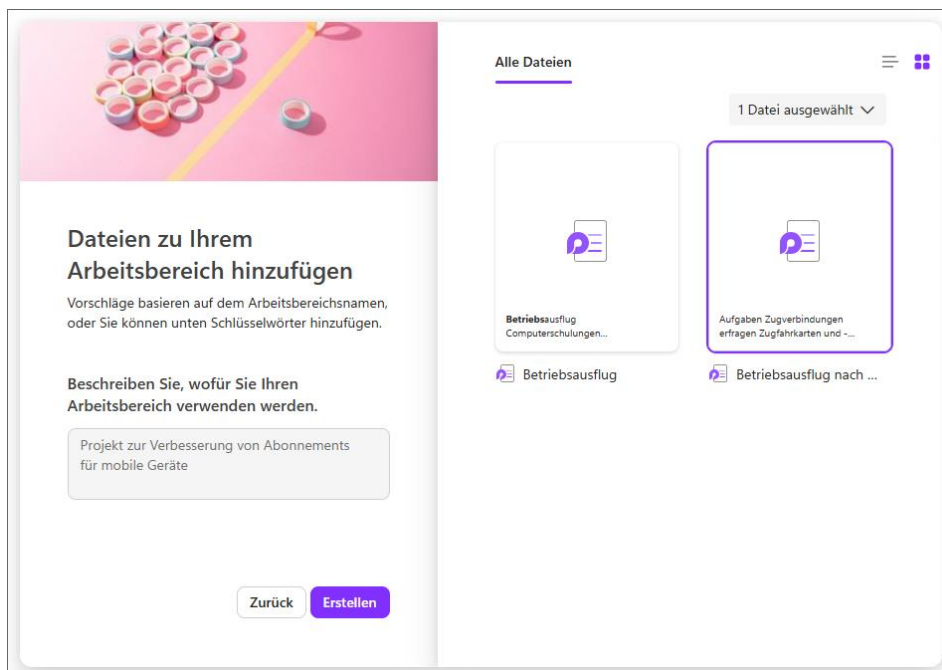 Dateien zu Ihrem
Arbeitsbereich hinzufügen
Vorschläge basieren auf dem Arbeitsbereichsnamen,
oder Sie können unten Schlüsselwörter hinzufügen.
Beschreiben Sie, wofür Sie Ihren
Arbeitsbereich verwenden werden.
Projekt zur Verbesserung von Abonnements
für mobile Geräte
Zurück
Erstellen
Alle Dateien
1 Datei ausgewählt
Betriebsausflug
Computerschulungen...
Betriebsausflug
Aufgaben Zugverbindungen
erfragen Zugfahrkarten und -...
Betriebsausflug nach ...